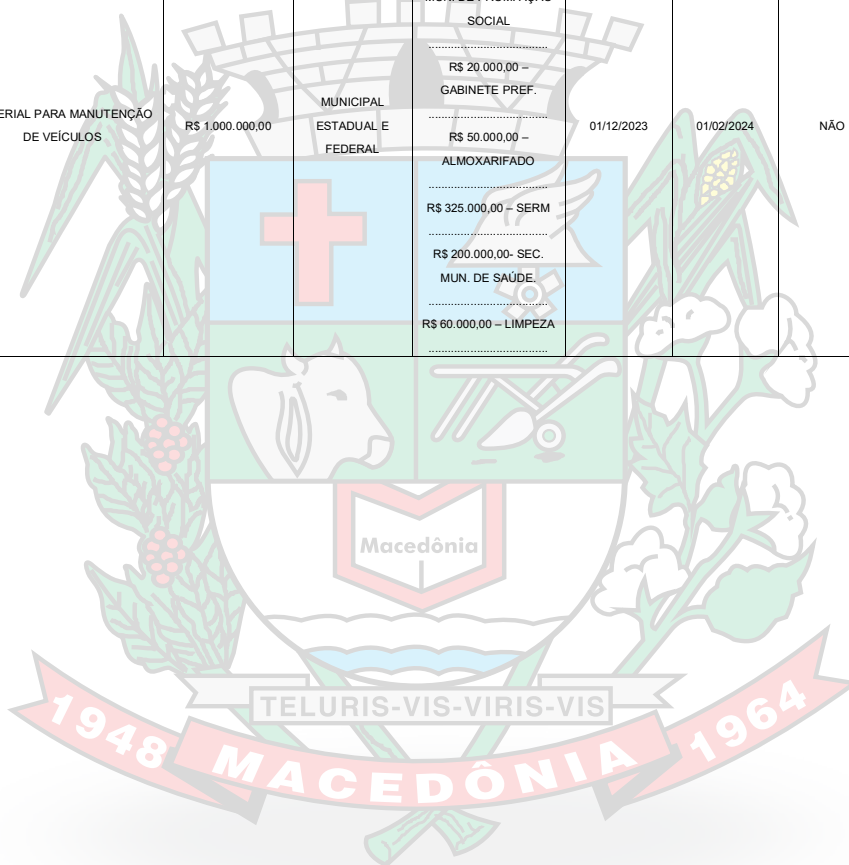 SOCIAL
....................................
R$ 20.000,00 –
GABINETE PREF.
....................................
R$ 50.000,00 –
ALMOXARIFADO
....................................
R$ 325.000,00 – SERM
....................................
R$ 200.000,00- SEC.
MUN. DE SAÚDE.
....................................
R$ 60.000,00 – LIMPEZA
....................................
ERIAL PARA MANUTENÇÃO
DE VEÍCULOS
R$ 1.000.000,00
MUNICIPAL
ESTADUAL E
FEDERAL
01/12/2023
01/02/2024
NÃO
Macedônia
TELURIS-VIS-VIRIS-VIS
1948 MACEDÔNIA 1964